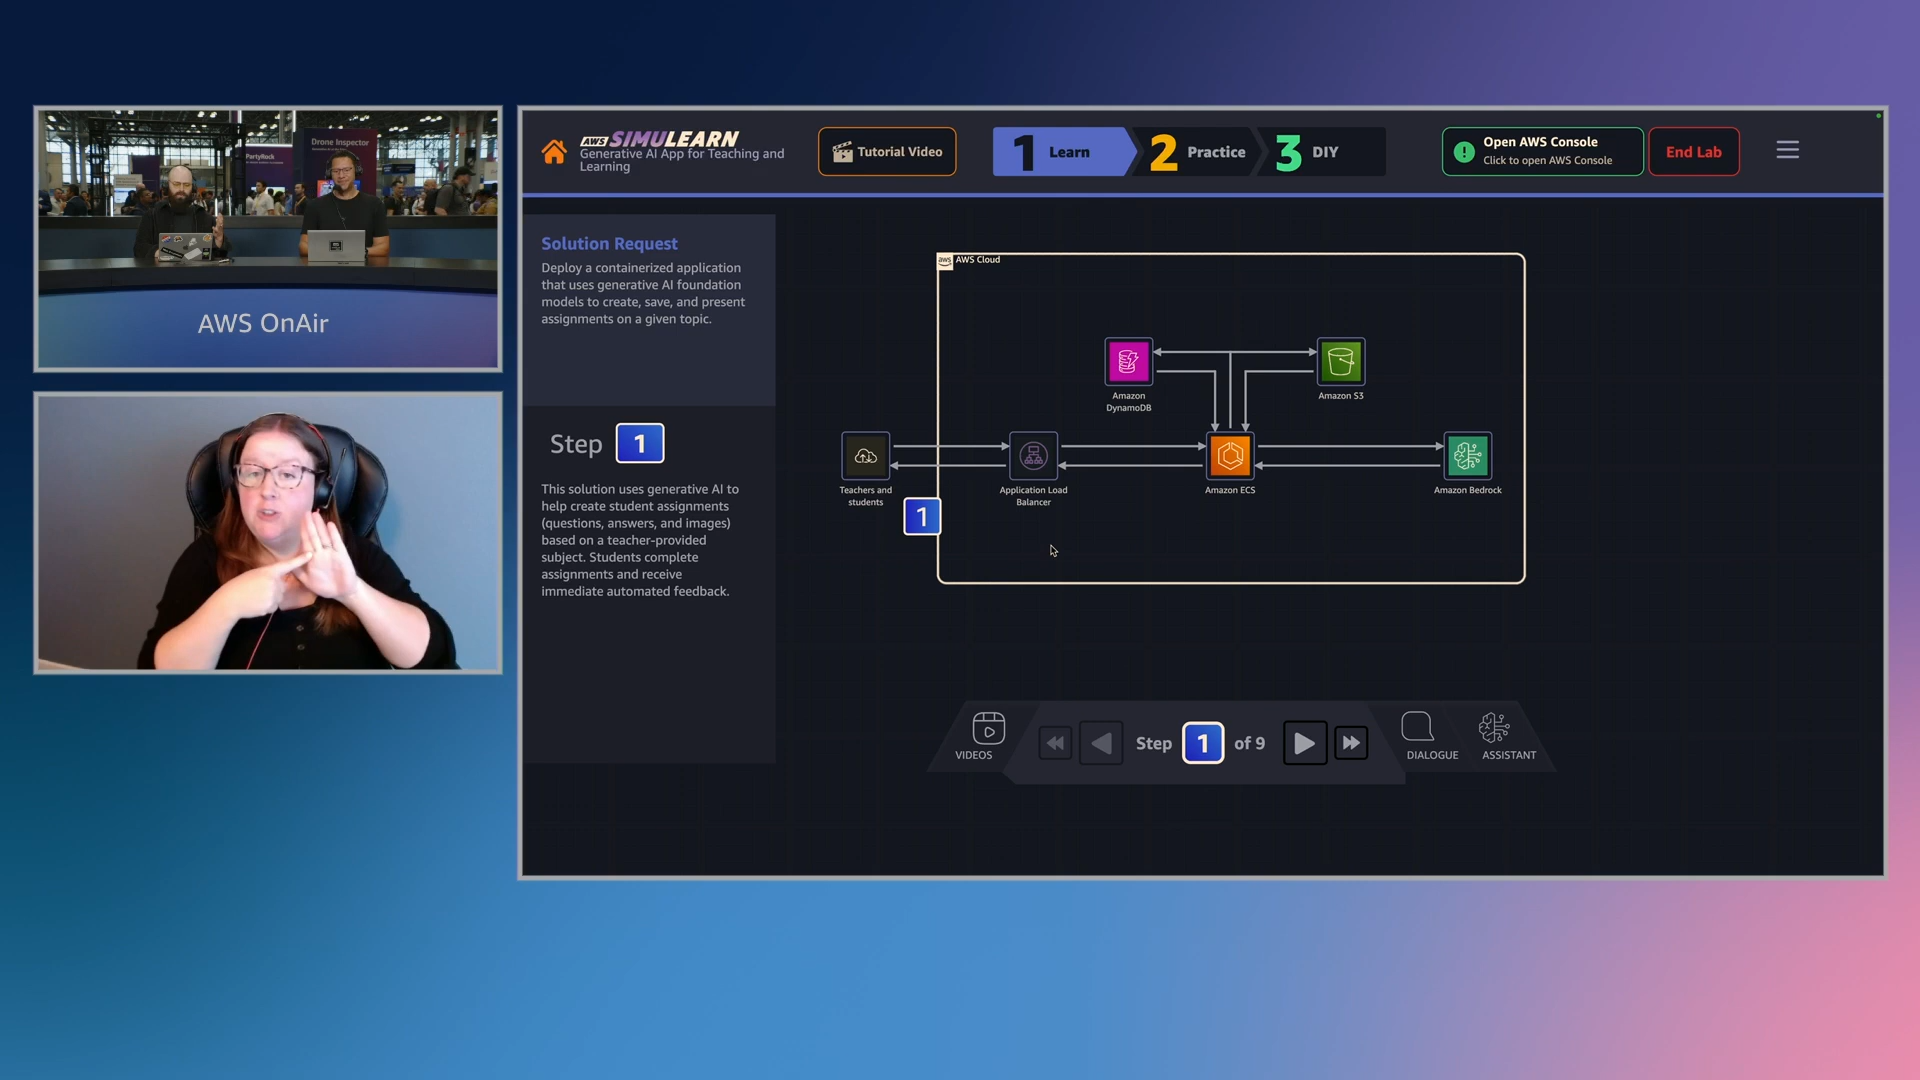 PartyRock
Drone Inspector
AWS OnAir
aws SIMULEARN
Generative AI App for Teaching and
Learning
Tutorial Video
1 Learn
2 Practice
3 DIY
Open AWS Console
Click to open AWS Console
End Lab
Solution Request
Deploy a containerized application
that uses generative AI foundation
models to create, save, and present
assignments on a given topic.
Step 1
This solution uses generative AI to
help create student assignments
(questions, answers, and images)
based on a teacher-provided
subject. Students complete
assignments and receive
immediate automated feedback.
aws AWS Cloud
Amazon
DynamoDB
Amazon S3
Teachers and
students
Application Load
Balancer
Amazon ECS
Amazon Bedrock
1
VIDEOS
Step 1 of 9
DIALOGUE
ASSISTANT